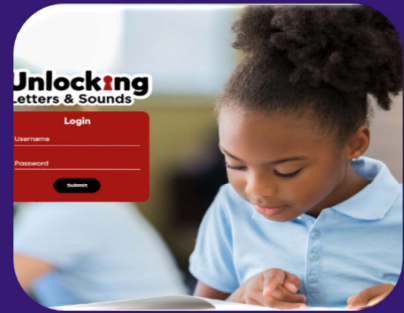 Unlocking
Letters & Sounds
Login
Username
Password
Submit